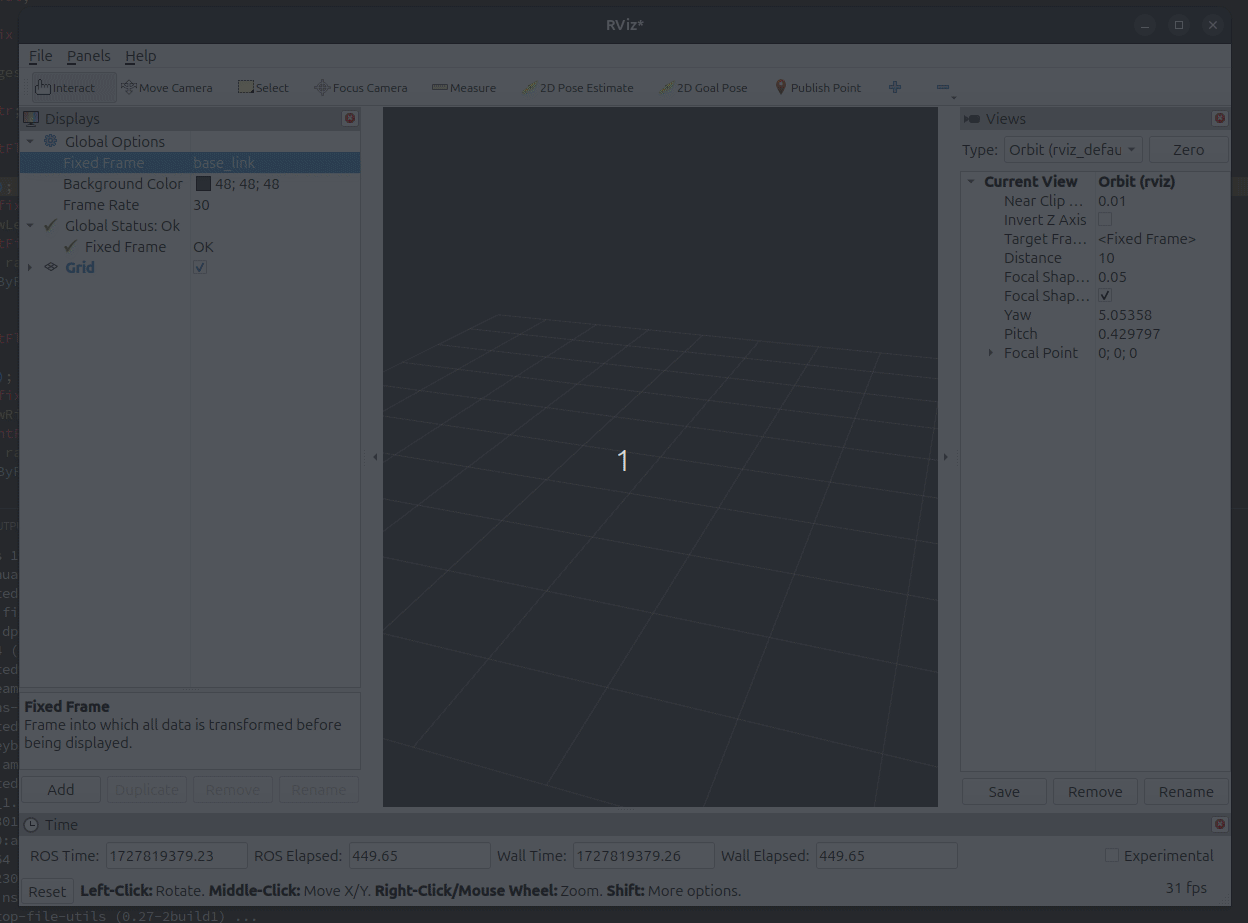 RViz*
File Panels Help
Interact Move Camera Select Focus Camera Measure 2D Pose Estimate 2D Goal Pose Publish Point
Displays
Global Options
Fixed Frame base_link
Background Color 48; 48; 48
Frame Rate 30
Global Status: Ok
Fixed Frame OK
Grid
Fixed Frame
Frame into which all data is transformed before
being displayed.
Add Duplicate Remove Rename
1
Views
Type: Orbit (rviz_defau Zero
Current View Orbit (rviz)
Near Clip ... 0.01
Invert Z Axis
Target Fra... <Fixed Frame>
Distance 10
Focal Shap... 0.05
Focal Shap...
Yaw 5.05358
Pitch 0.429797
Focal Point 0; 0; 0
Save Remove Rename
Time
ROS Time: 1727819379.23 ROS Elapsed: 449.65 Wall Time: 1727819379.26 Wall Elapsed: 449.65 Experimental
Reset Left-Click: Rotate. Middle-Click: Move X/Y. Right-Click/Mouse Wheel: Zoom. Shift: More options. 31 fps
top-file-utils (0.27-2build1) ...